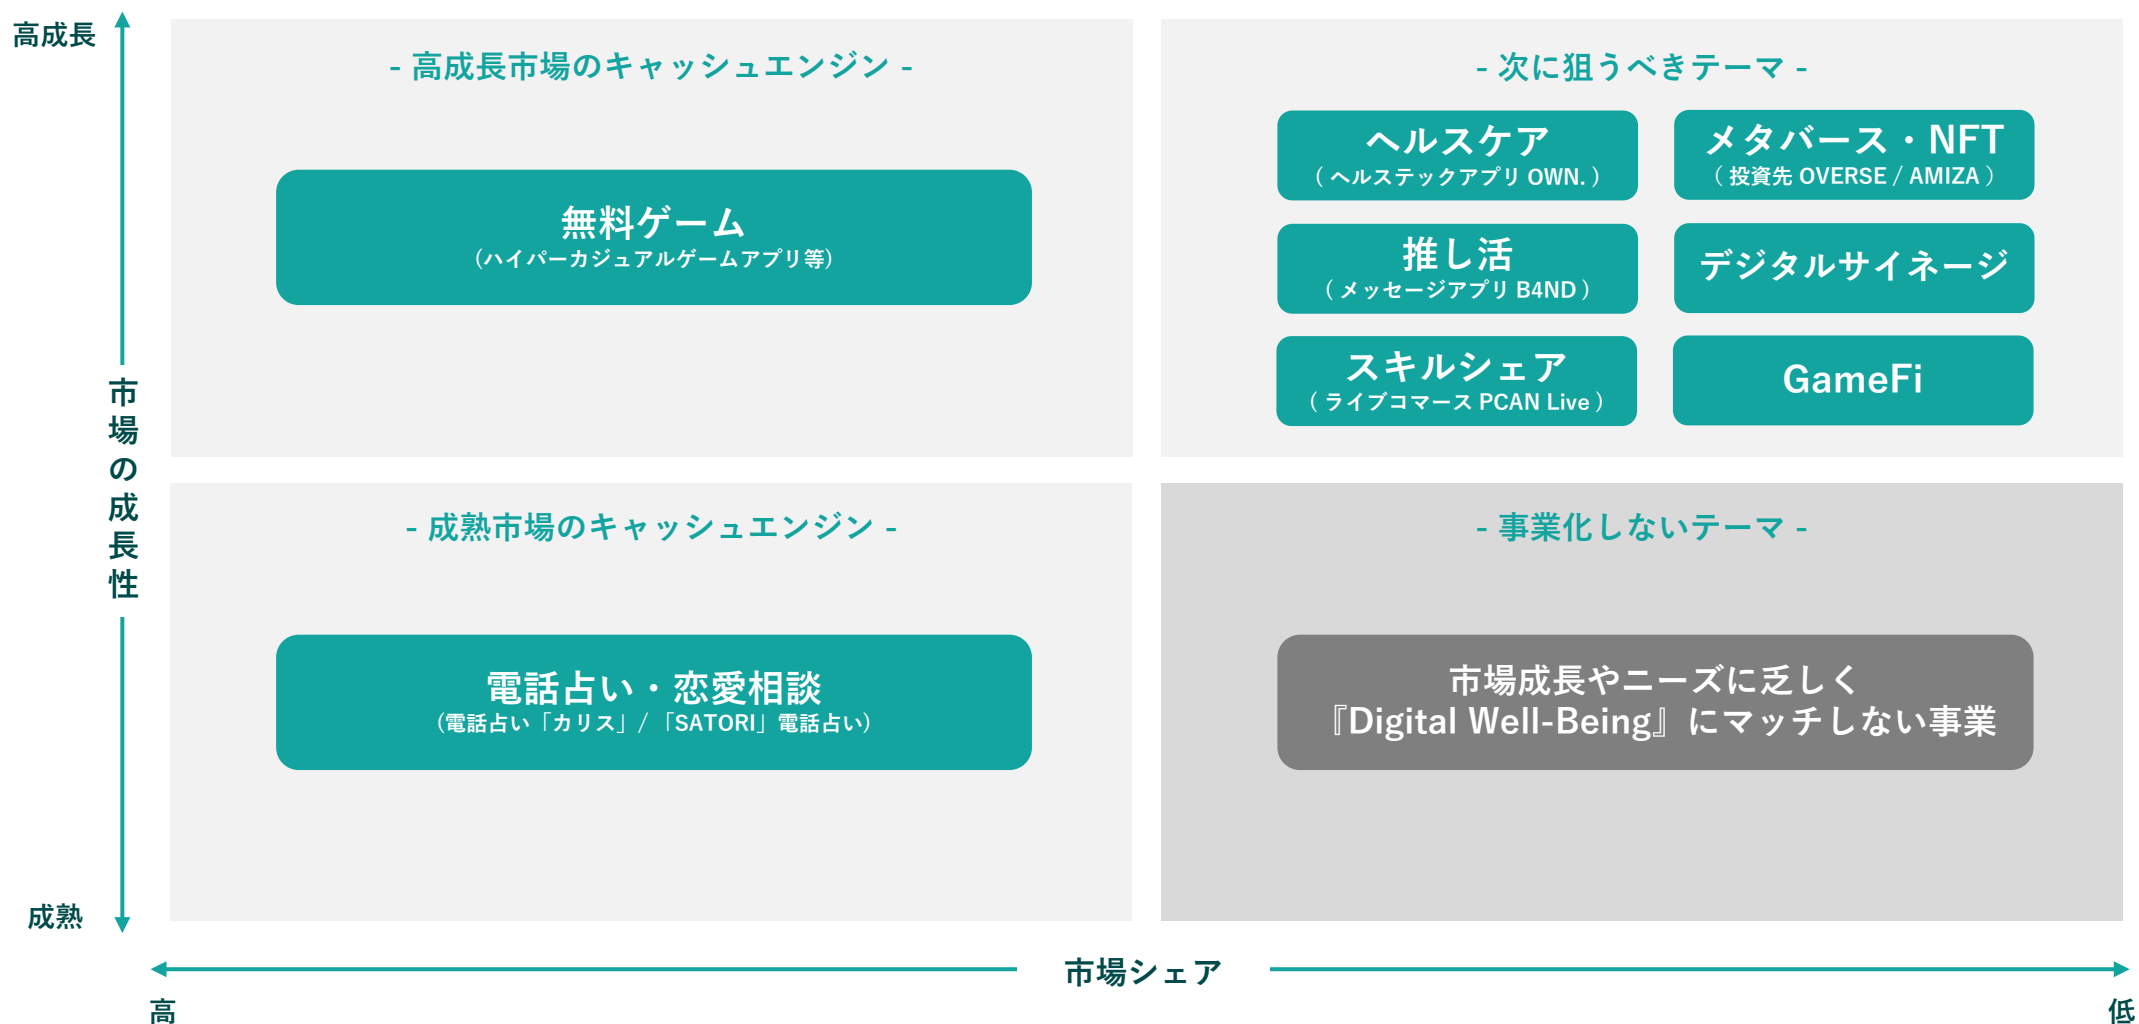 高成長
- 高成長市場のキャッシュエンジン -
無料ゲーム
（ハイパーカジュアルゲームアプリ等）
- 次に狙うべきテーマ -
ヘルスケア
（ ヘルステックアプリ OWN. ）
メタバース・NFT
（ 投資先 OVERSE / AMIZA ）
推し活
（ メッセージアプリ B4ND ）
デジタルサイネージ
スキルシェア
（ ライブコマース PCAN Live ）
GameFi
市場の成長性
- 成熟市場のキャッシュエンジン -
電話占い・恋愛相談
（電話占い「カリス」/ 「SATORI」電話占い）
- 事業化しないテーマ -
市場成長やニーズに乏しく
『Digital Well-Being』にマッチしない事業
成熟
市場シェア
高
低